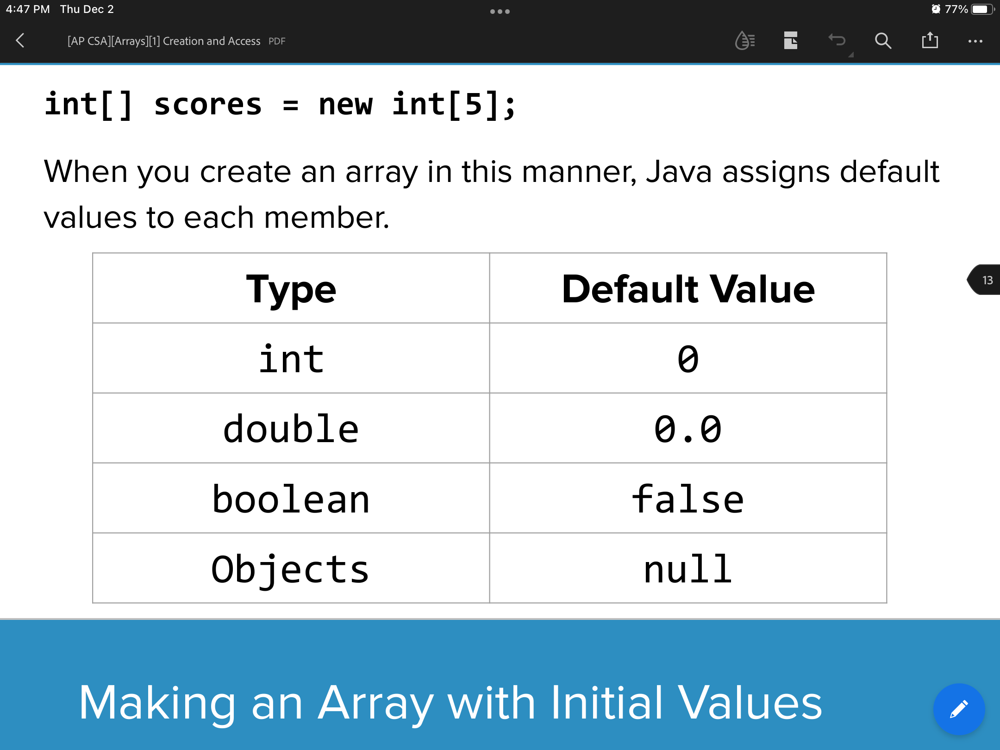 4:47 PM Thu Dec 2
77%
[AP CSA][Arrays][1] Creation and Access PDF
int[] scores = new int[5];
When you create an array in this manner, Java assigns default
values to each member.
Type Default Value
int 0
double 0.0
boolean false
Objects null
13
Making an Array with Initial Values